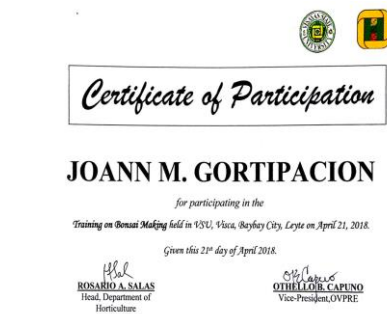 Certificate of Participation
JOANN M. GORTIPACION
for participating in the
Training on Bonsai Making held in VSU, Visca, Baybay City, Leyte on April 21, 2018.
Given this 21st day of April 2018.
ROSARIO A. SALAS
Head, Department of
Horticulture
OTHELLO B. CAPUNO
Vice-President,OVPRE